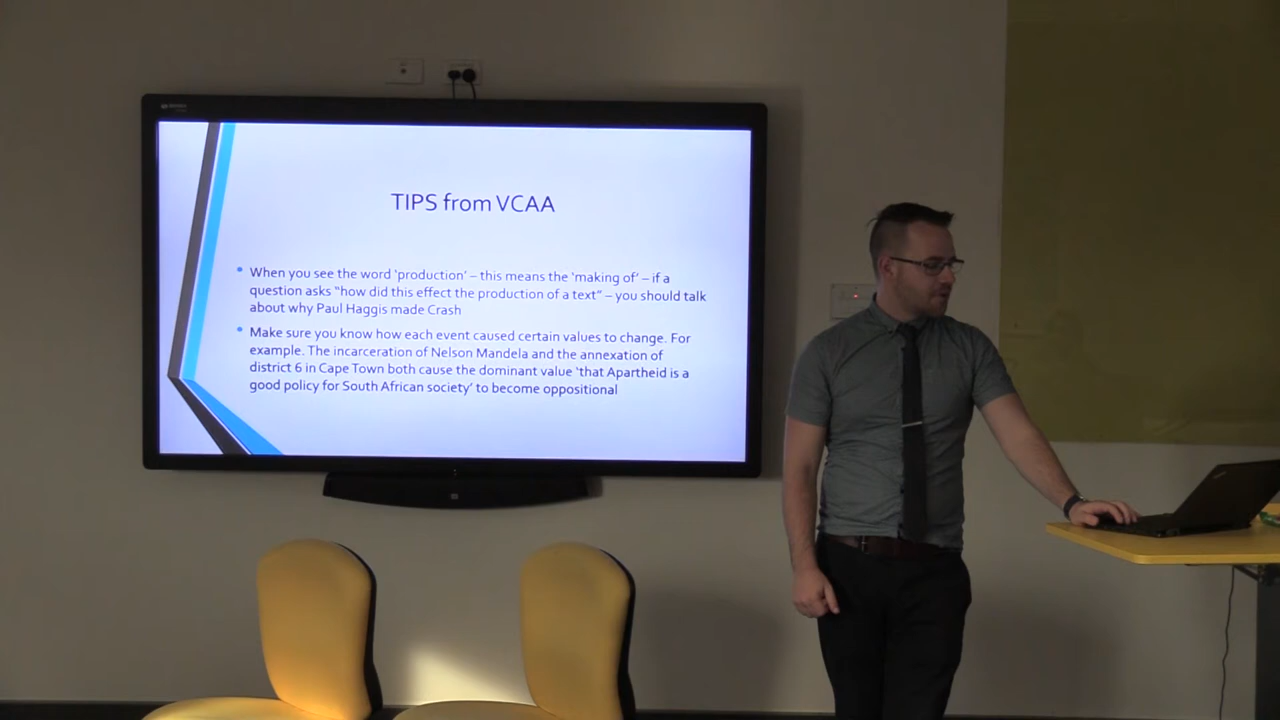 TIPS from VCAA
When you see the word ‘production’ – this means the ‘making of’ – if a
question asks “how did this effect the production of a text” – you should talk
about why Paul Haggis made Crash
Make sure you know how each event caused certain values to change. For
example. The incarceration of Nelson Mandela and the annexation of
district 6 in Cape Town both cause the dominant value ‘that Apartheid is a
good policy for South African society’ to become oppositional